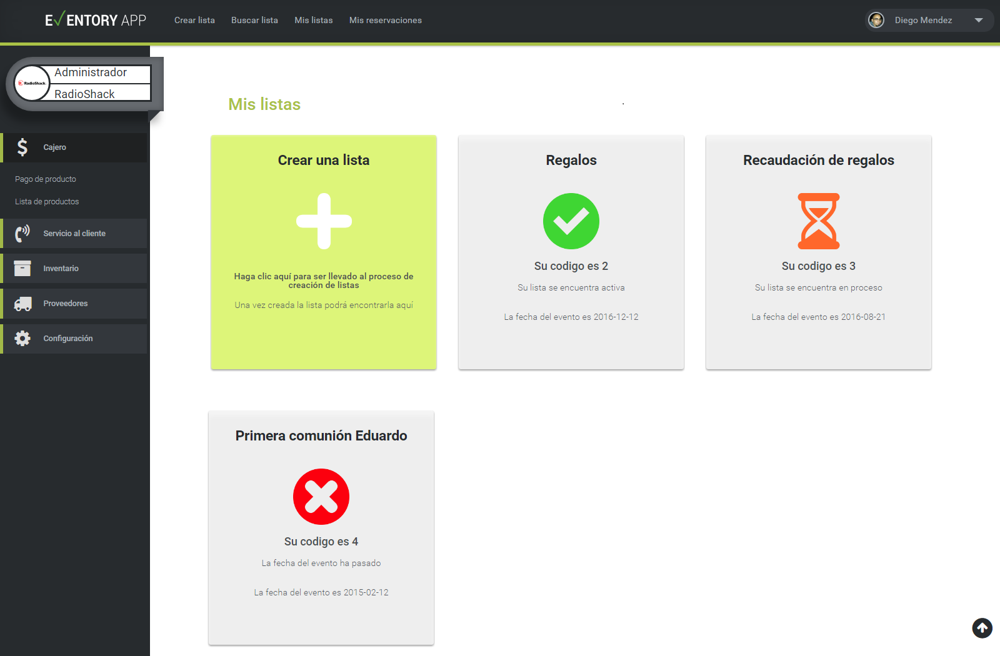 EVENTORY APP
Crear lista
Buscar lista
Mis listas
Mis reservaciones
Diego Mendez
RadioShack.
Administrador
RadioShack
Cajero
Pago de producto
Lista de productos
Servicio al cliente
Inventario
Proveedores
Configuración
Mis listas
.
Crear una lista
Haga clic aquí para ser llevado al proceso de
creación de listas
Una vez creada la lista podrá encontrarla aquí
Regalos
Su codigo es 2
Su lista se encuentra activa
La fecha del evento es 2016-12-12
Recaudación de regalos
Su codigo es 3
Su lista se encuentra en proceso
La fecha del evento es 2016-08-21
Primera comunión Eduardo
Su codigo es 4
La fecha del evento ha pasado
La fecha del evento es 2015-02-12